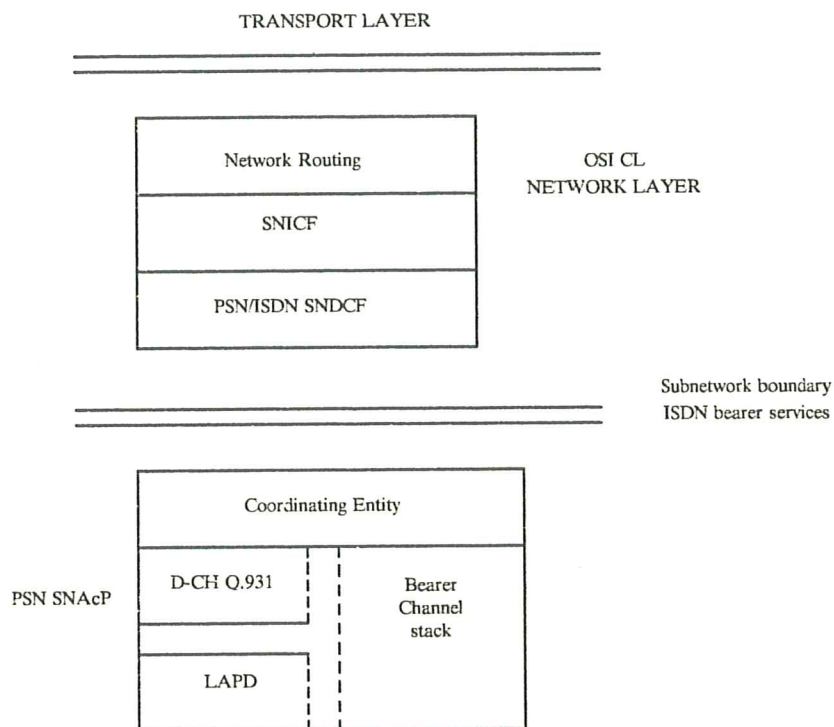 TRANSPORT LAYER
Network Routing
OSI CL
NETWORK LAYER
SNICF
PSN/ISDN SNDCF
Subnetwork boundary
ISDN bearer services
Coordinating Entity
PSN SNAcP
D-CH Q.931
Bearer
Channel
stack
LAPD